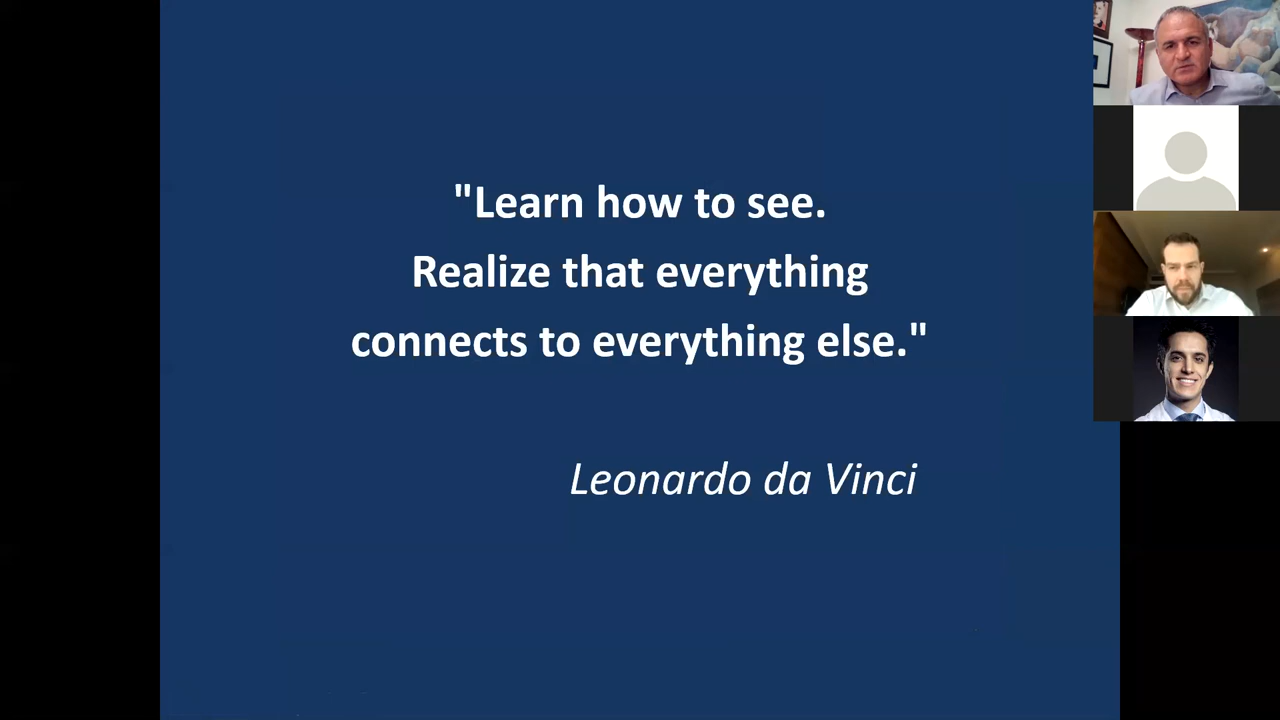 "Learn how to see.
Realize that everything
connects to everything else."
Leonardo da Vinci